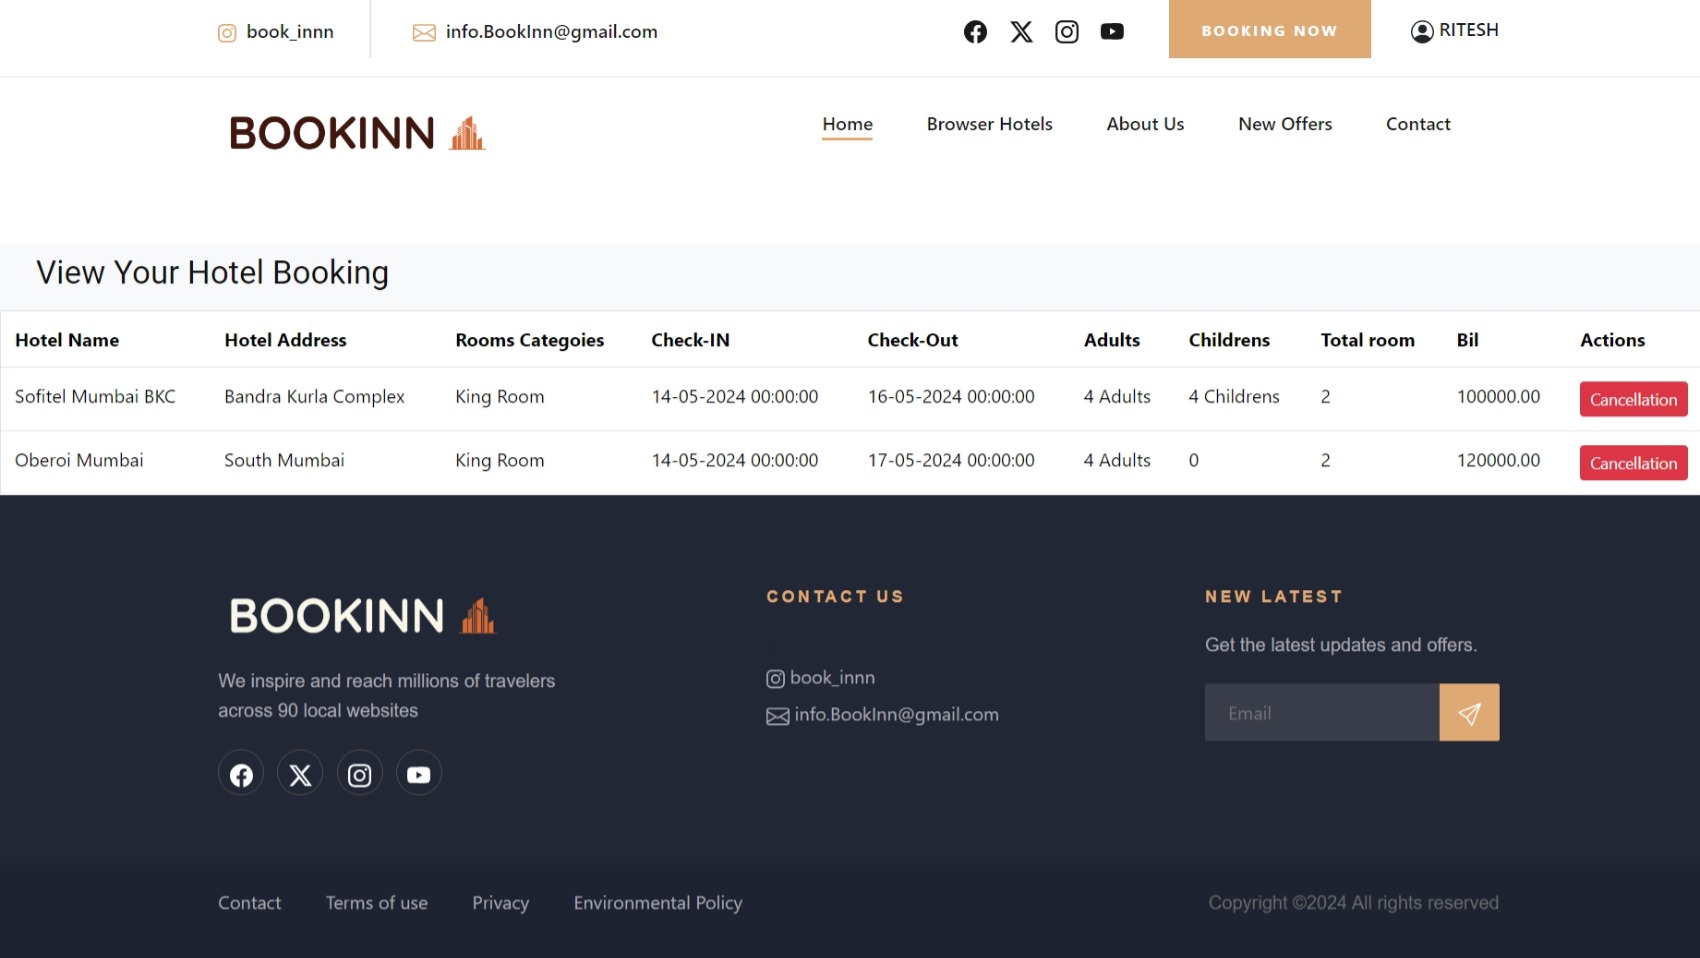 book_innn info.BookInn@gmail.com BOOKING NOW RITESH
BOOKINN Home Browser Hotels About Us New Offers Contact
View Your Hotel Booking
Hotel Name Hotel Address Rooms Categoies Check-IN Check-Out Adults Childrens Total room Bil Actions
Sofitel Mumbai BKC Bandra Kurla Complex King Room 14-05-2024 00:00:00 16-05-2024 00:00:00 4 Adults 4 Childrens 2 100000.00 Cancellation
Oberoi Mumbai South Mumbai King Room 14-05-2024 00:00:00 17-05-2024 00:00:00 4 Adults 0 2 120000.00 Cancellation
BOOKINN
We inspire and reach millions of travelers
across 90 local websites
CONTACT US
book_innn
info.BookInn@gmail.com
NEW LATEST
Get the latest updates and offers.
Email
Contact Terms of use Privacy Environmental Policy Copyright ©2024 All rights reserved